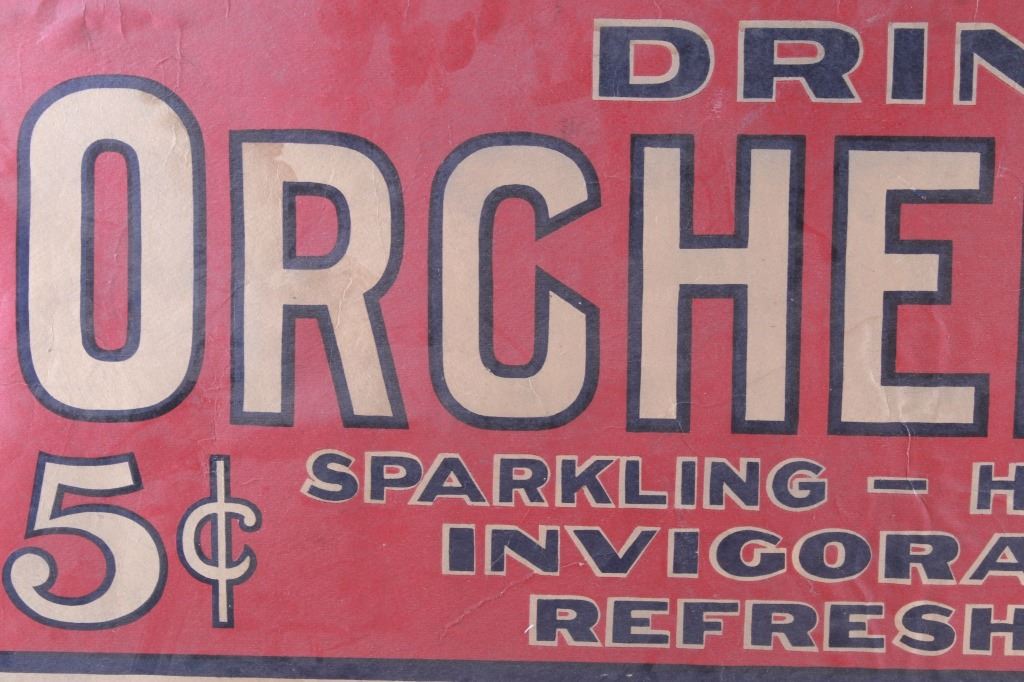 DRIN
ORCHE
5¢
SPARKLING - H
INVIGORA
REFRESH